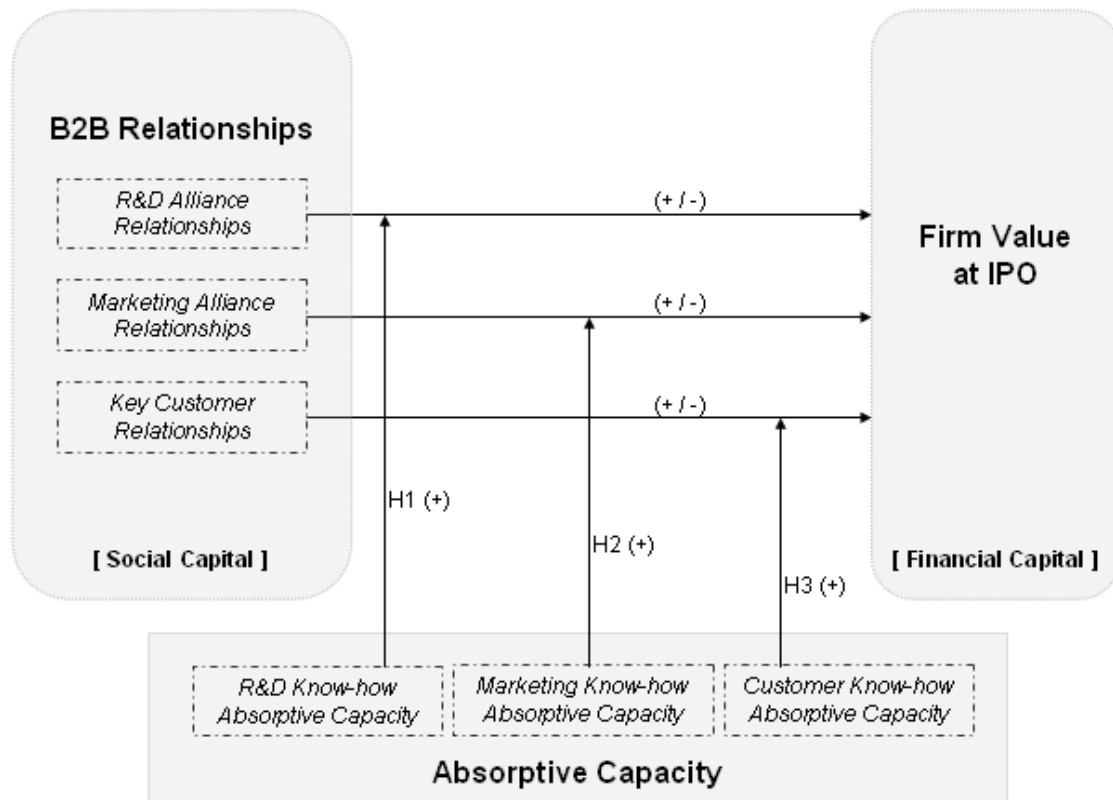 B2B Relationships
R&D Alliance
Relationships
Marketing Alliance
Relationships
Key Customer
Relationships
[ Social Capital ]
(+ / -)
(+ / -)
(+ / -)
H1 (+)
H2 (+)
H3 (+)
Firm Value
at IPO
[ Financial Capital ]
R&D Know-how
Absorptive Capacity
Marketing Know-how
Absorptive Capacity
Customer Know-how
Absorptive Capacity
Absorptive Capacity